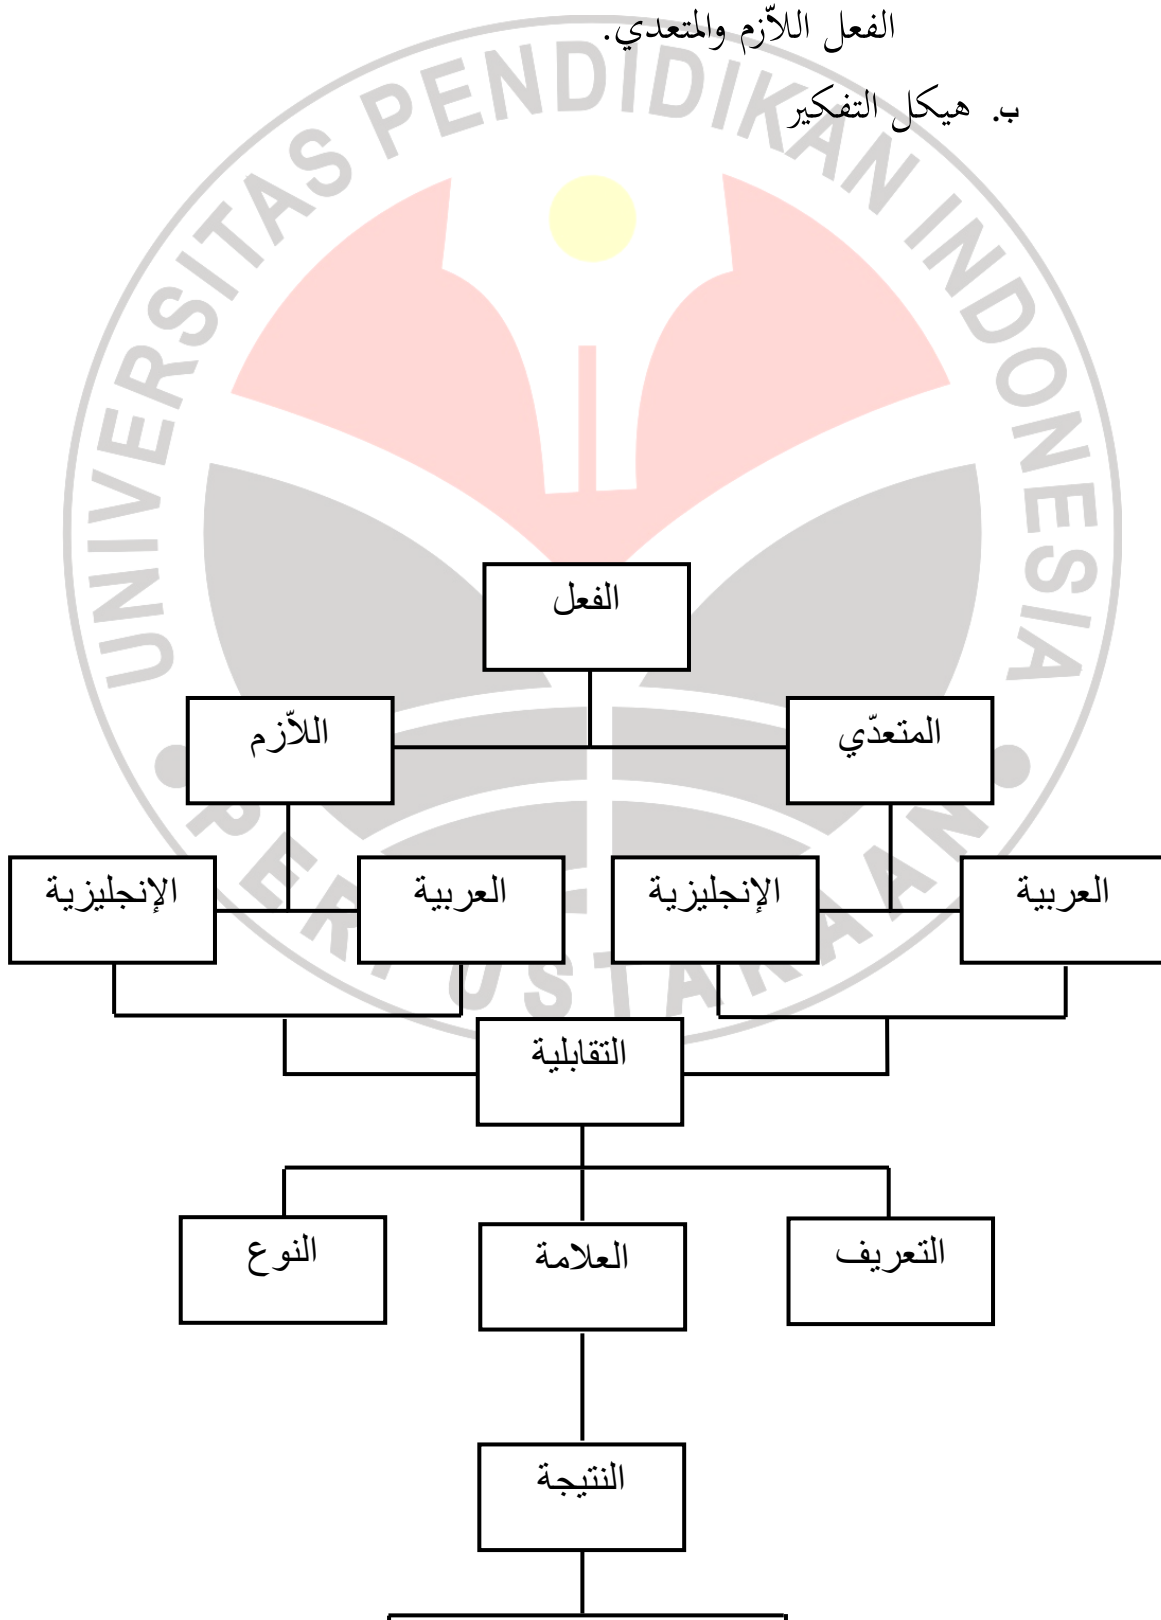 الفعل اللاّزم والمتعدي.
ب. هيكل التفكير
UNIVERSITAS PENDIDIKAN INDONESIA
PERPUSTAKAAN
الفعل
المتعدّي
اللاّزم
العربية
الإنجليزية
العربية
الإنجليزية
التقابلية
التعريف
العلامة
النوع
النتيجة